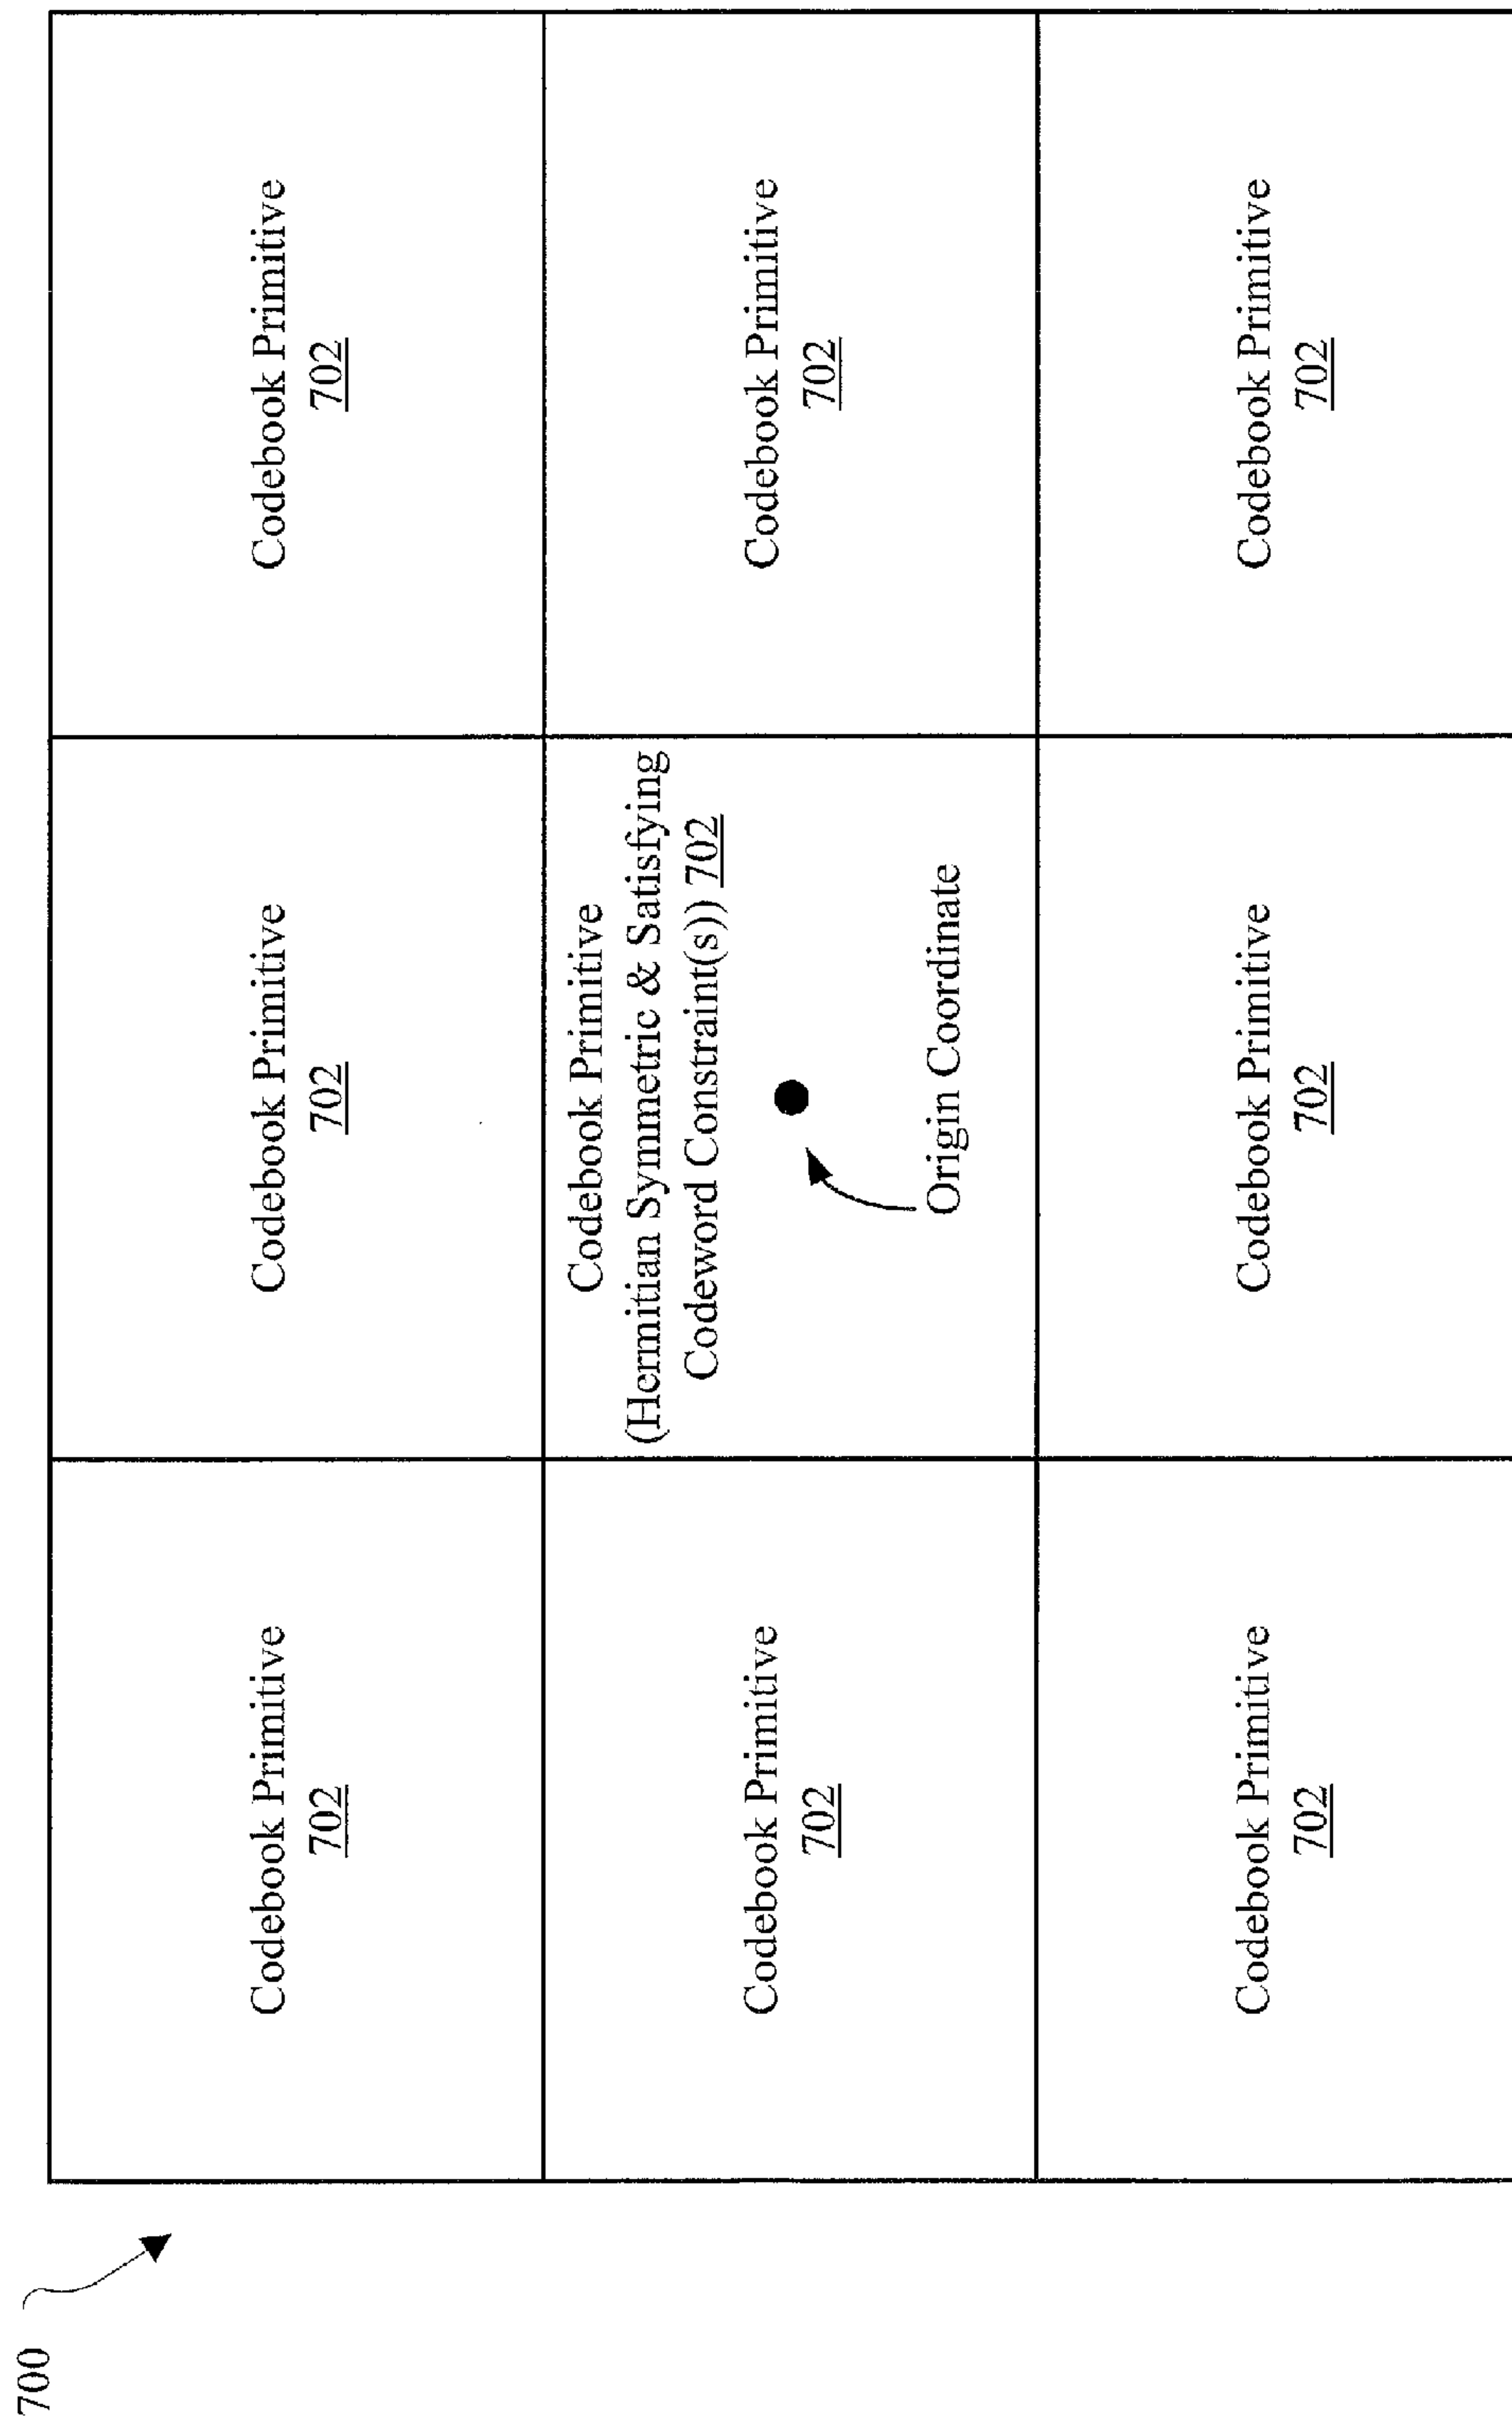 700
Codebook Primitive
702
Codebook Primitive
702
Codebook Primitive
702
Codebook Primitive
702
Codebook Primitive
(Hermitian Symmetric & Satisfying
Codeword Constraint(s)) 702
Origin Coordinate
Codebook Primitive
702
Codebook Primitive
702
Codebook Primitive
702
Codebook Primitive
702